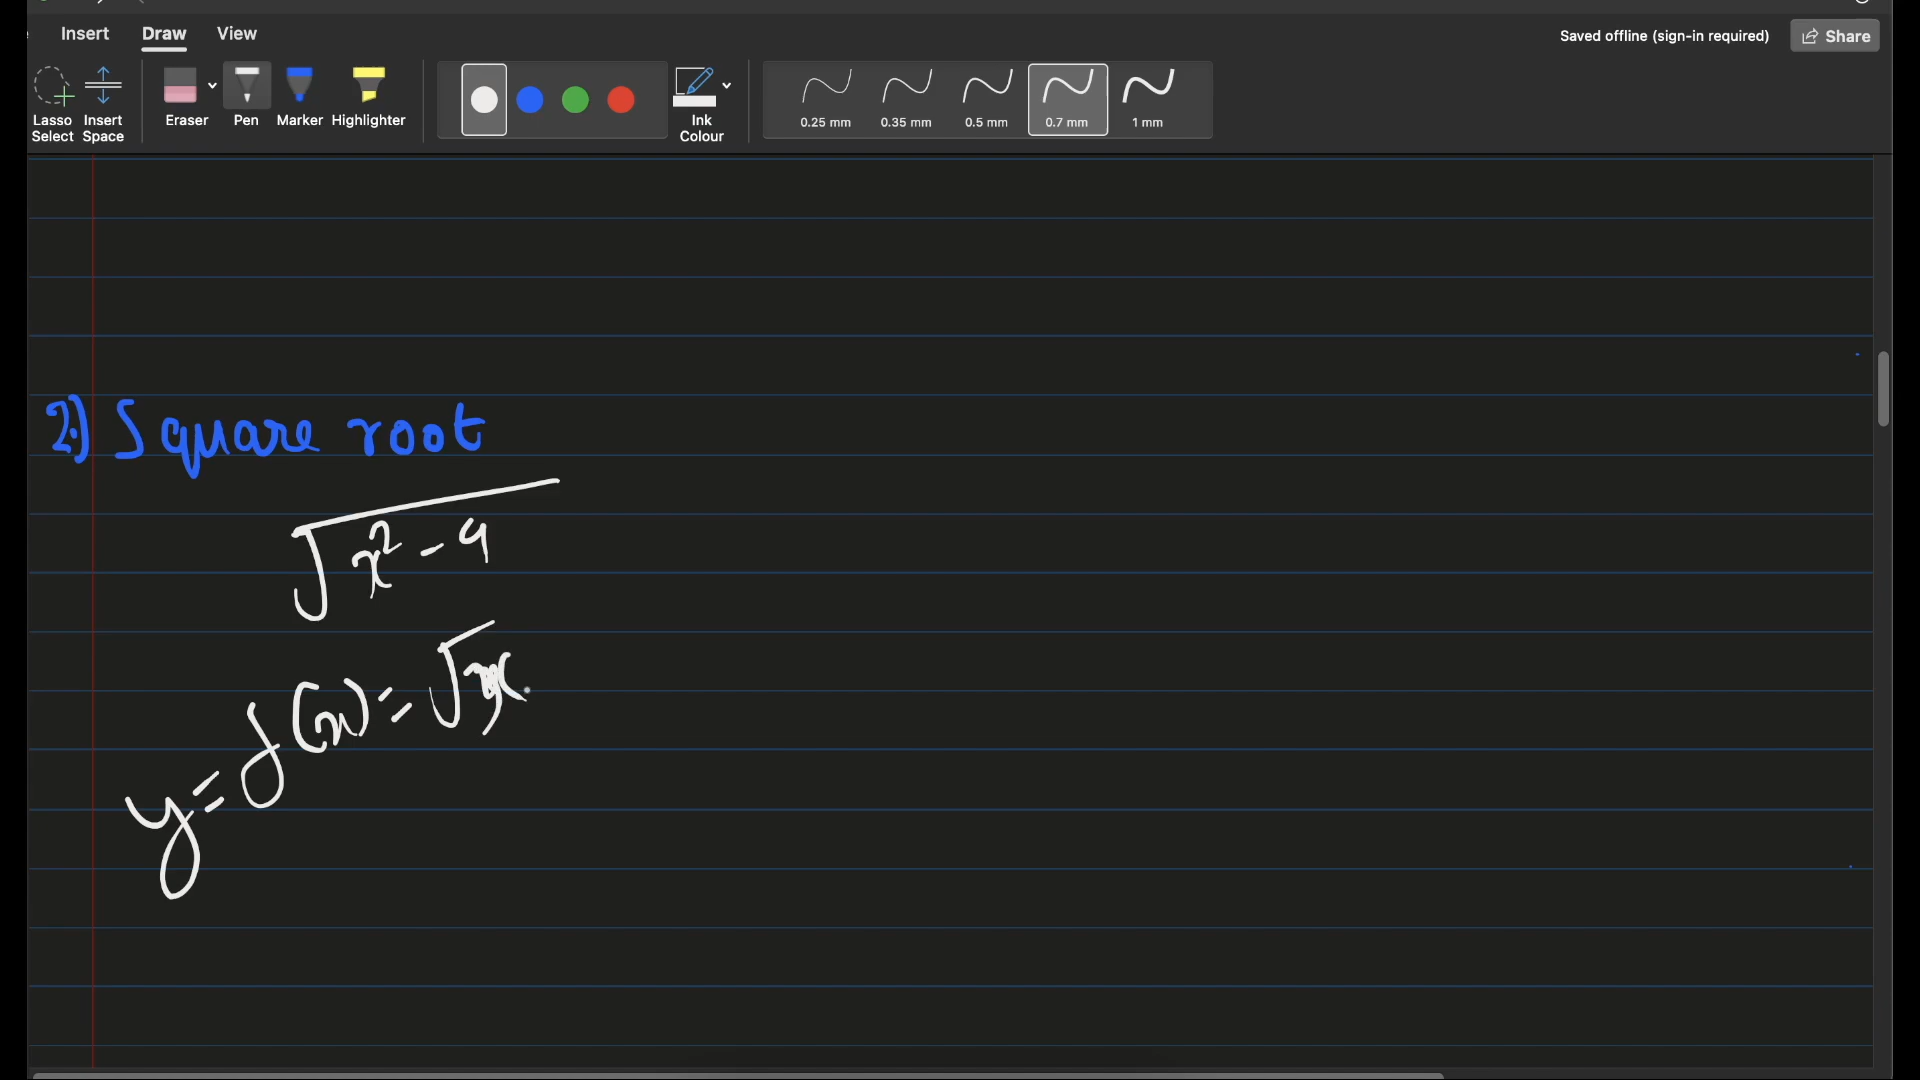 Insert Draw View Saved offline (sign-in required) Share
Lasso Select Insert Space Eraser Pen Marker Highlighter Ink Colour 0.25 mm 0.35 mm 0.5 mm 0.7 mm 1 mm
2.) Square root
√x² - 9
y = f(x) = √x